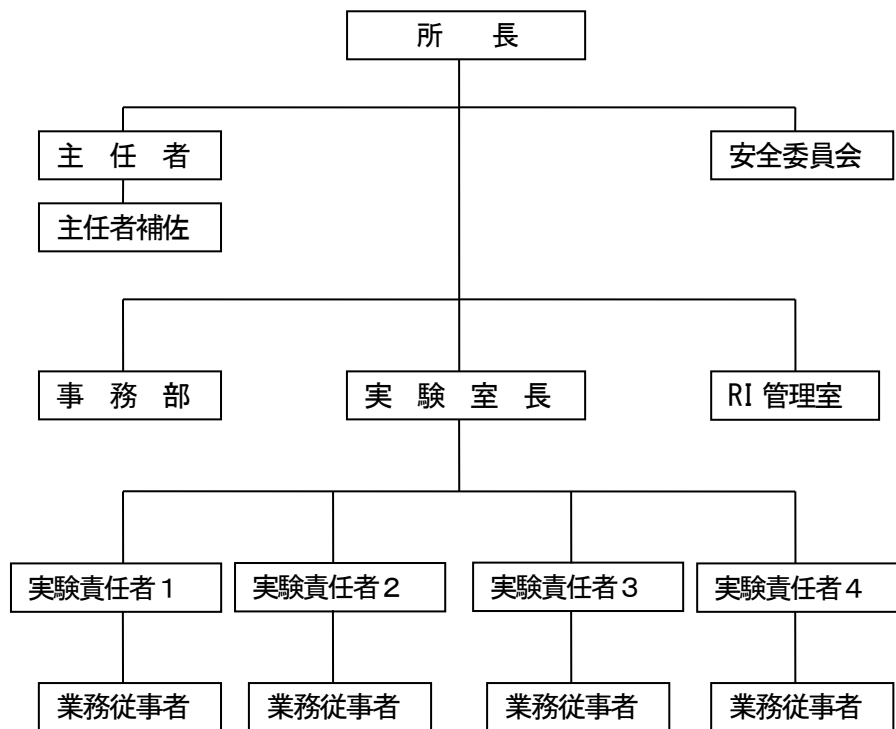 所　長
主　任　者
安全委員会
主任者補佐
事　務　部
実　験　室　長
RI 管理室
実験責任者１
実験責任者２
実験責任者３
実験責任者４
業務従事者
業務従事者
業務従事者
業務従事者